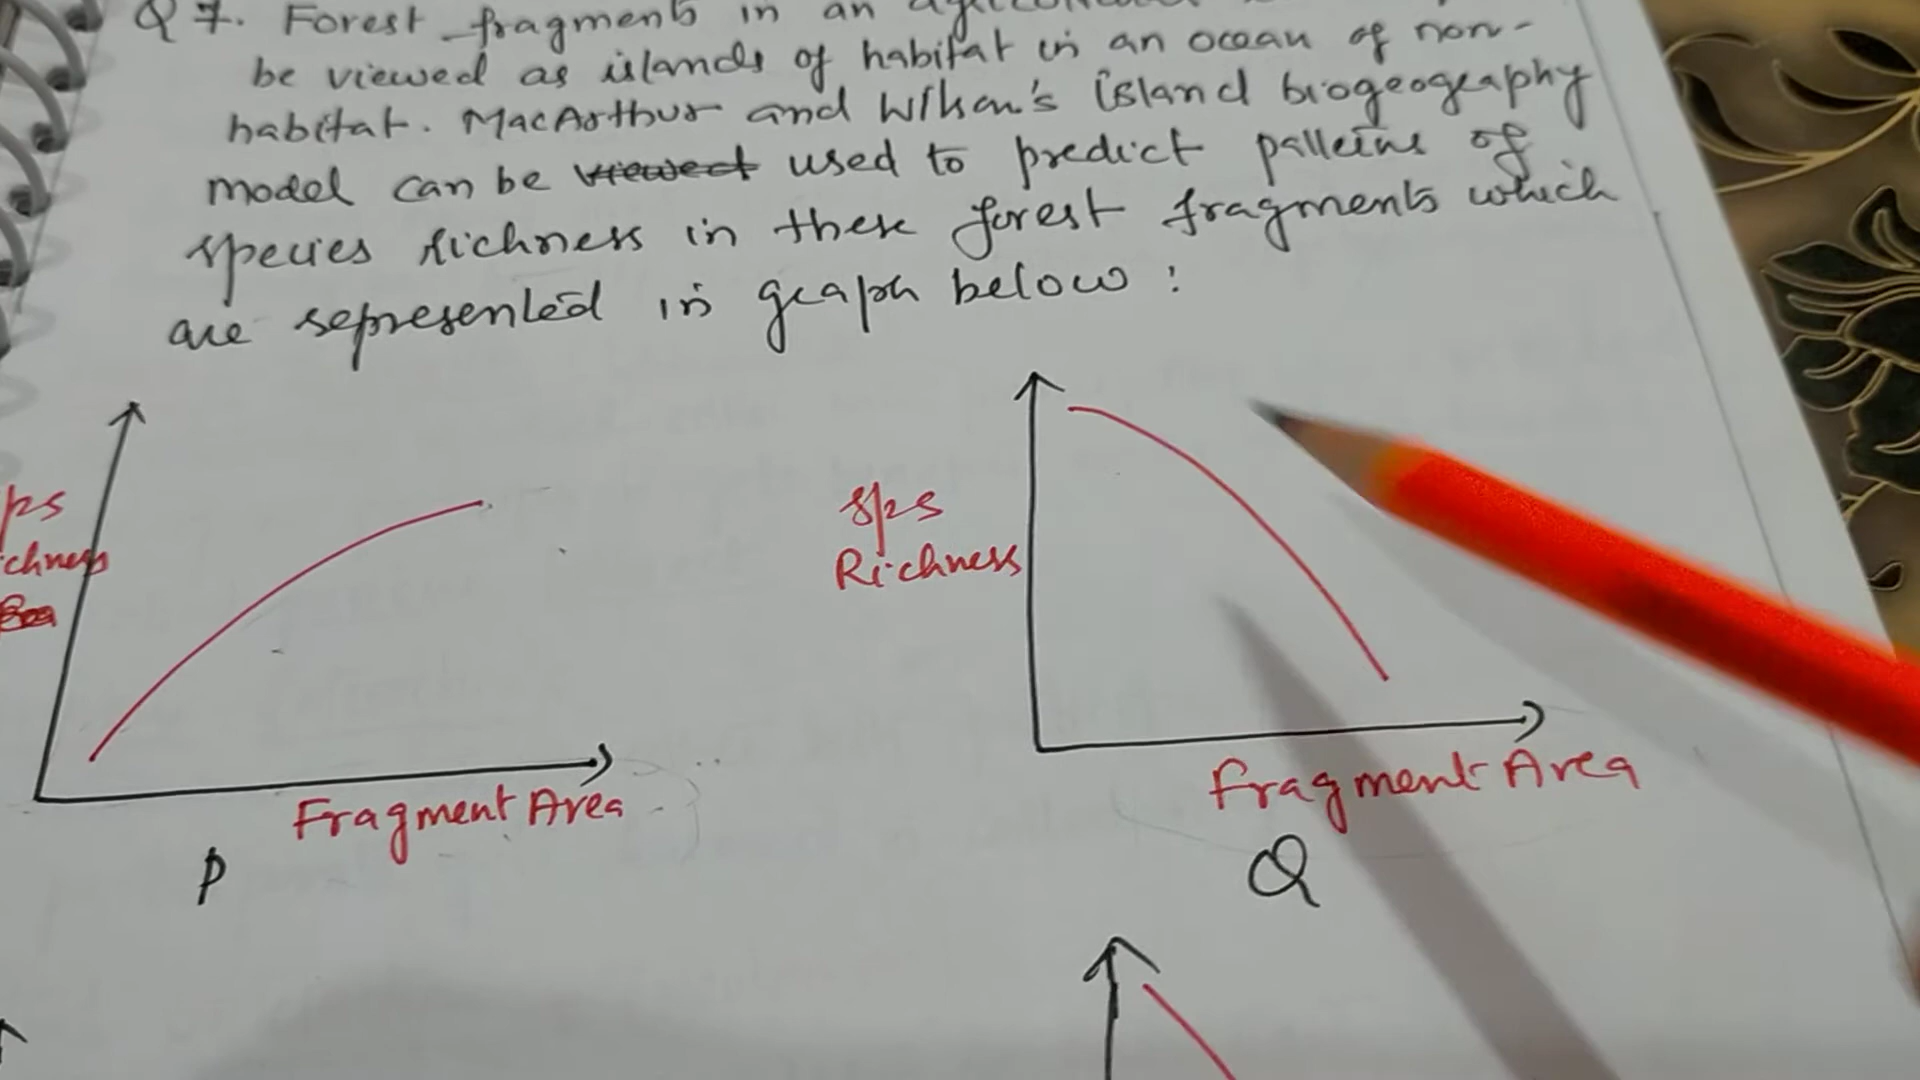 Q 7. Forest fragments in an
be viewed as islands of habitat in an ocean of non-
habitat. MacArthur and Wilson's island biogeography
model can be viewed used to predict patterns of
species richness in these forest fragments which
are represented in graph below :
sps
Richness
Fragment Area
Fragment Area
P
Q